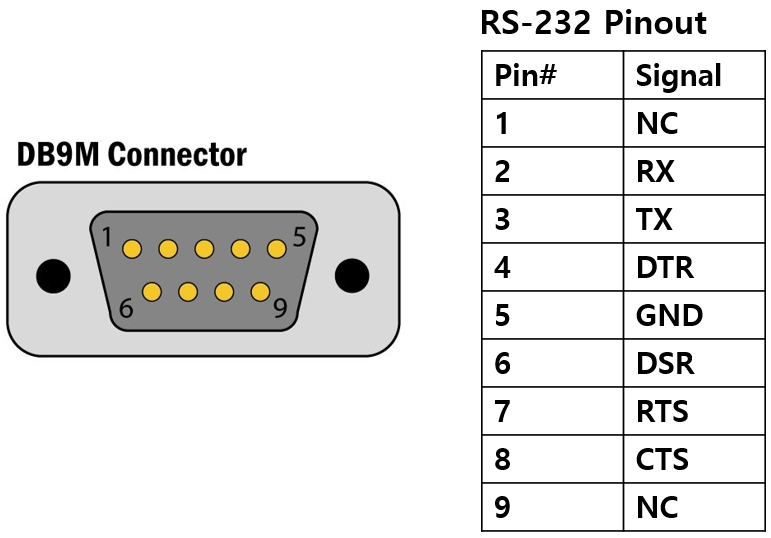 RS-232 Pinout
Pin# Signal
1 NC
2 RX
3 TX
4 DTR
5 GND
6 DSR
7 RTS
8 CTS
9 NC
DB9M Connector
1 5
6 9